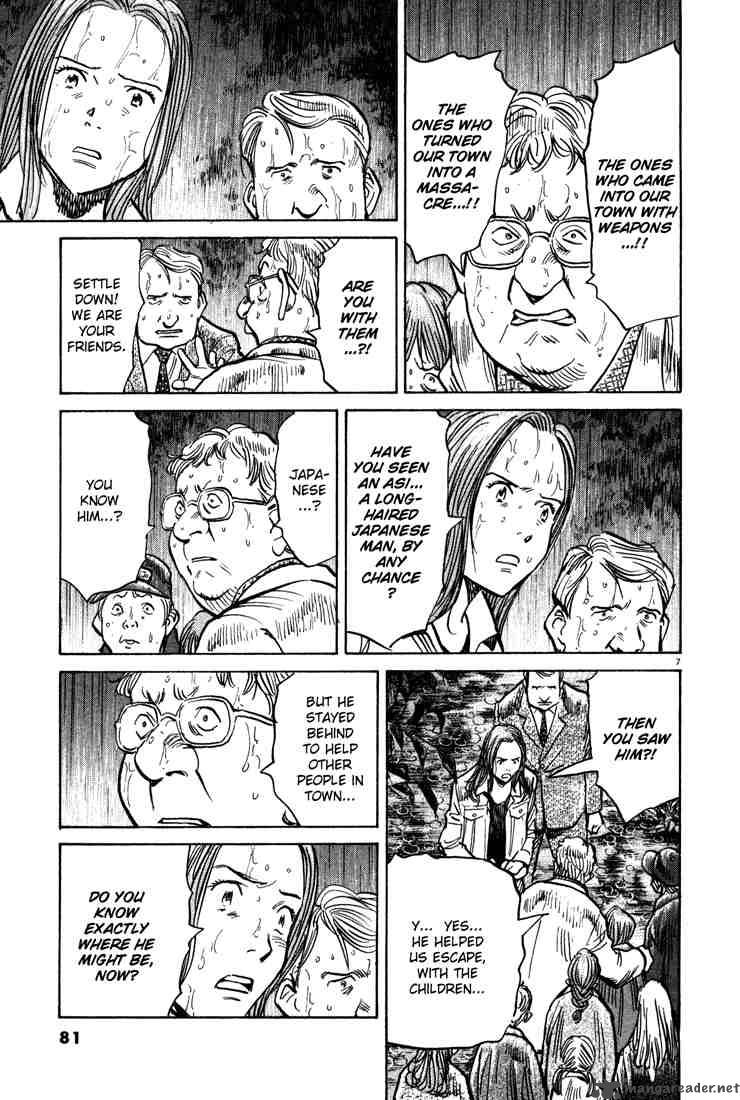 THE
ONES WHO
CAME
INTO OUR
TOWN WITH
WEAPONS
...!!
THE
ONES WHO
TURNED
OUR TOWN
INTO A
MASSA-
CRE...!!
ARE
YOU
WITH
THEM
...?!
SETTLE
DOWN!
WE ARE
YOUR
FRIENDS.
HAVE
YOU SEEN
AN ASI...
A LONG-
HAIRED
JAPANESE
MAN, BY
ANY
CHANCE
?
JAPA-
NESE
...?
YOU
KNOW
HIM...?
7
THEN
YOU SAW
HIM?!
Y... YES...
HE HELPED
US ESCAPE,
WITH THE
CHILDREN...
BUT HE
STAYED
BEHIND
TO HELP
OTHER
PEOPLE IN
TOWN...
DO YOU
KNOW
EXACTLY
WHERE HE
MIGHT BE,
NOW?
81
mangareader.net